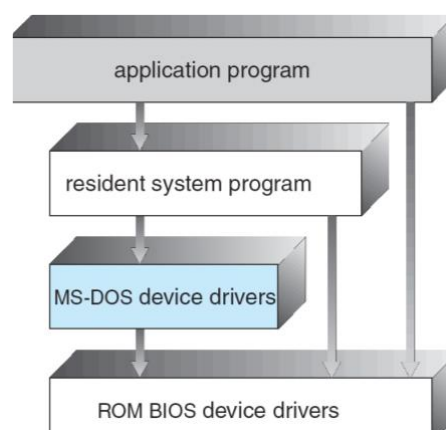 application program
resident system program
MS-DOS device drivers
ROM BIOS device drivers